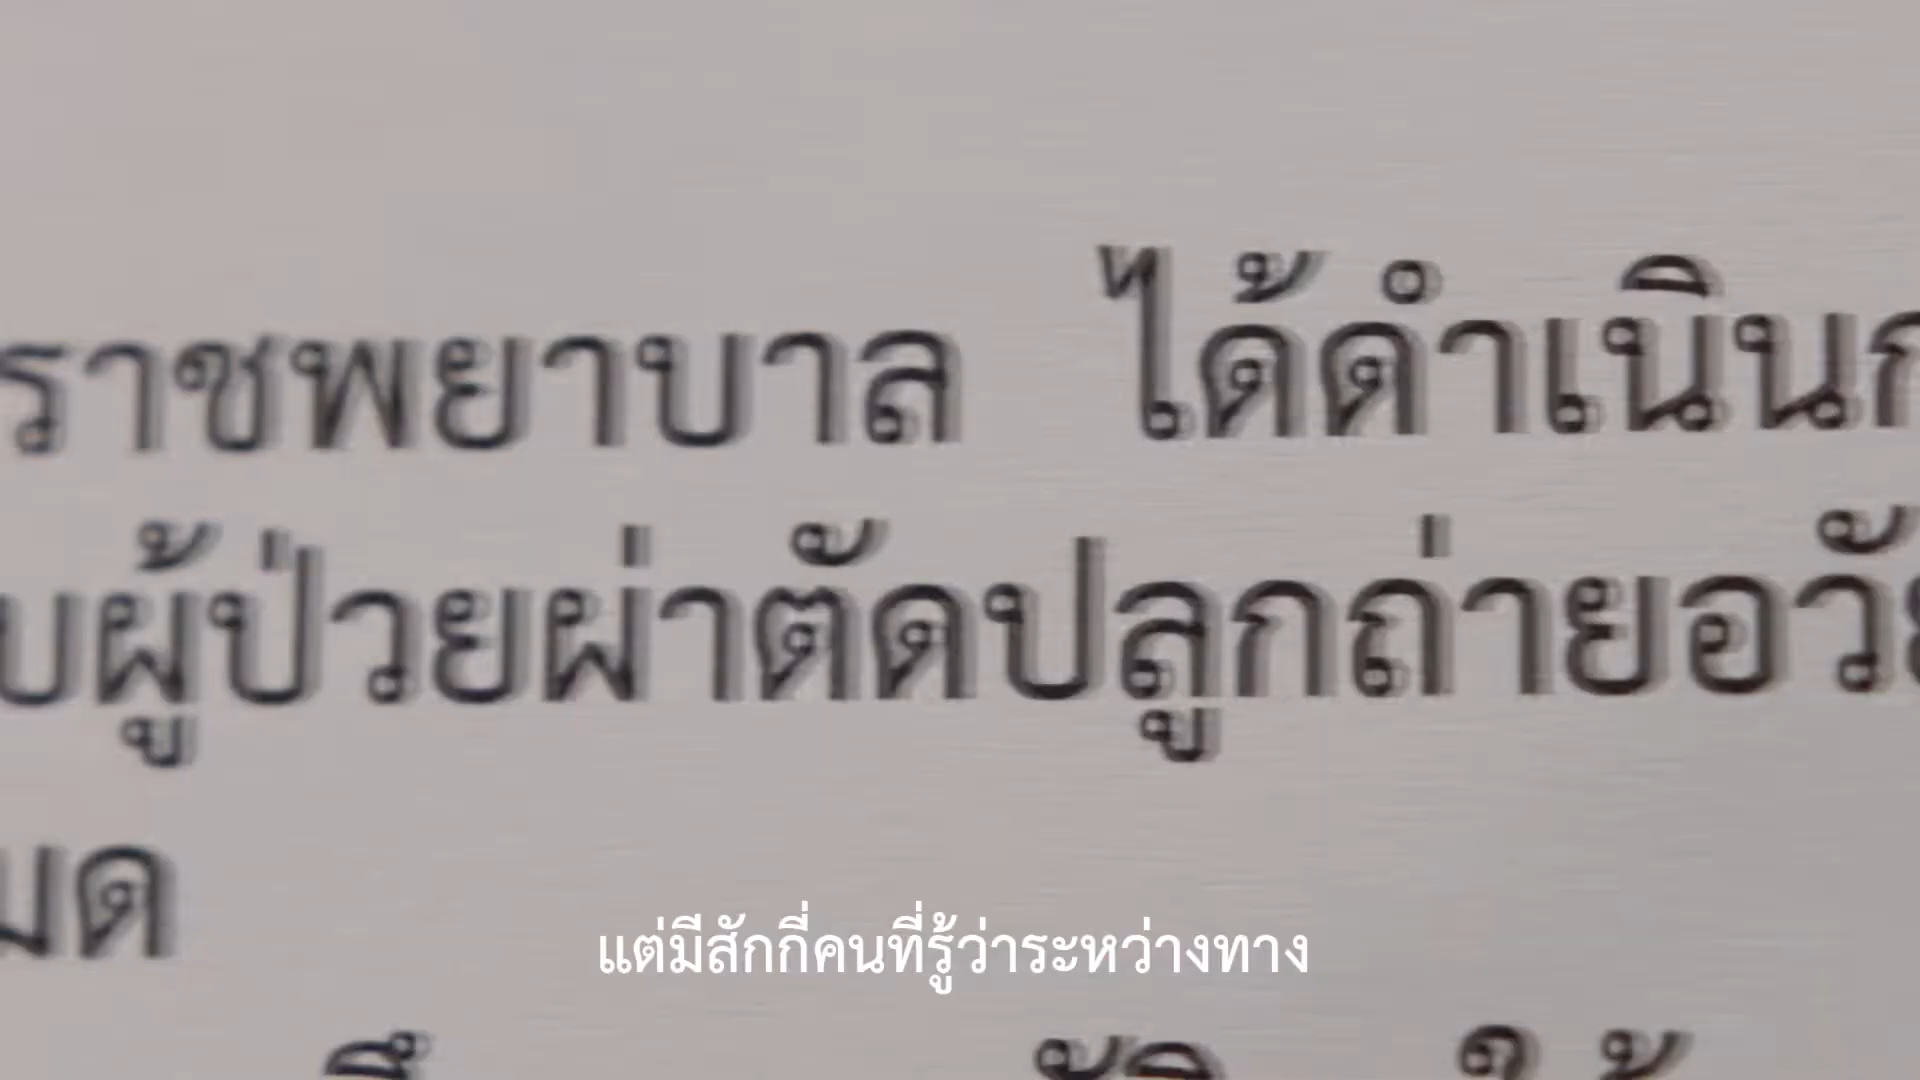 ราชพยาบาล ได้ดำเนินก
บผู้ป่วยผ่าตัดปลูกถ่ายอวัย
มด
แต่มีสักกี่คนที่รู้ว่าระหว่างทาง